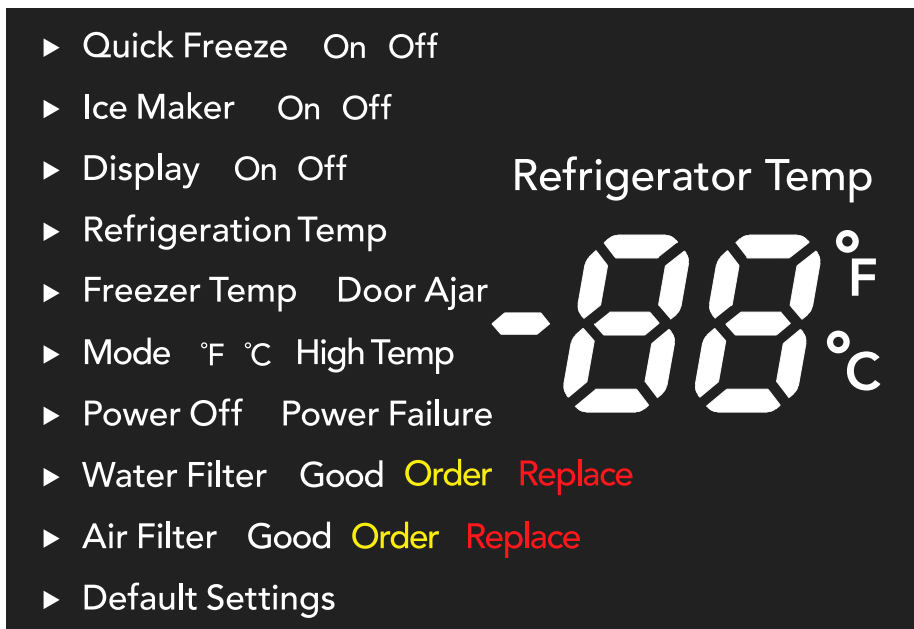 Quick Freeze On Off
Ice Maker On Off
Display On Off
Refrigerator Temp
Refrigeration Temp
Freezer Temp Door Ajar
-88 °F °C
Mode °F °C High Temp
Power Off Power Failure
Water Filter Good Order Replace
Air Filter Good Order Replace
Default Settings